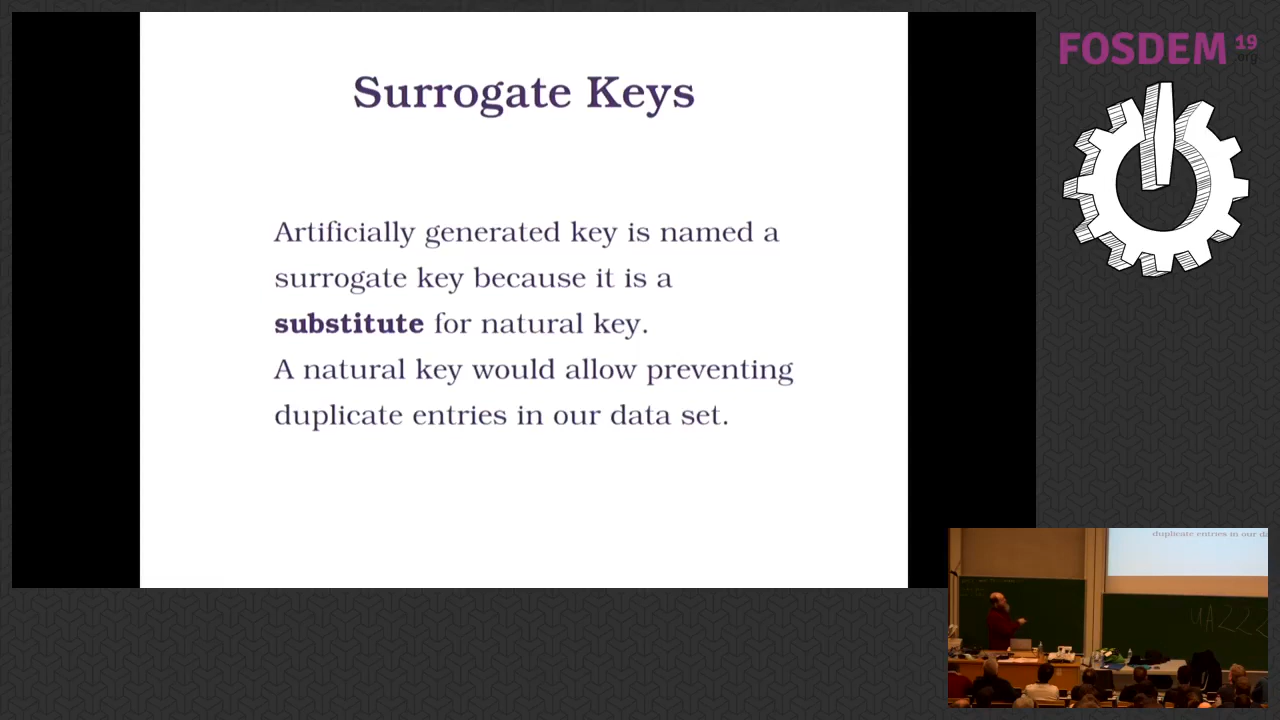 Surrogate Keys
Artificially generated key is named a
surrogate key because it is a
substitute for natural key.
A natural key would allow preventing
duplicate entries in our data set.
FOSDEM 19
.org
duplicate entries in our